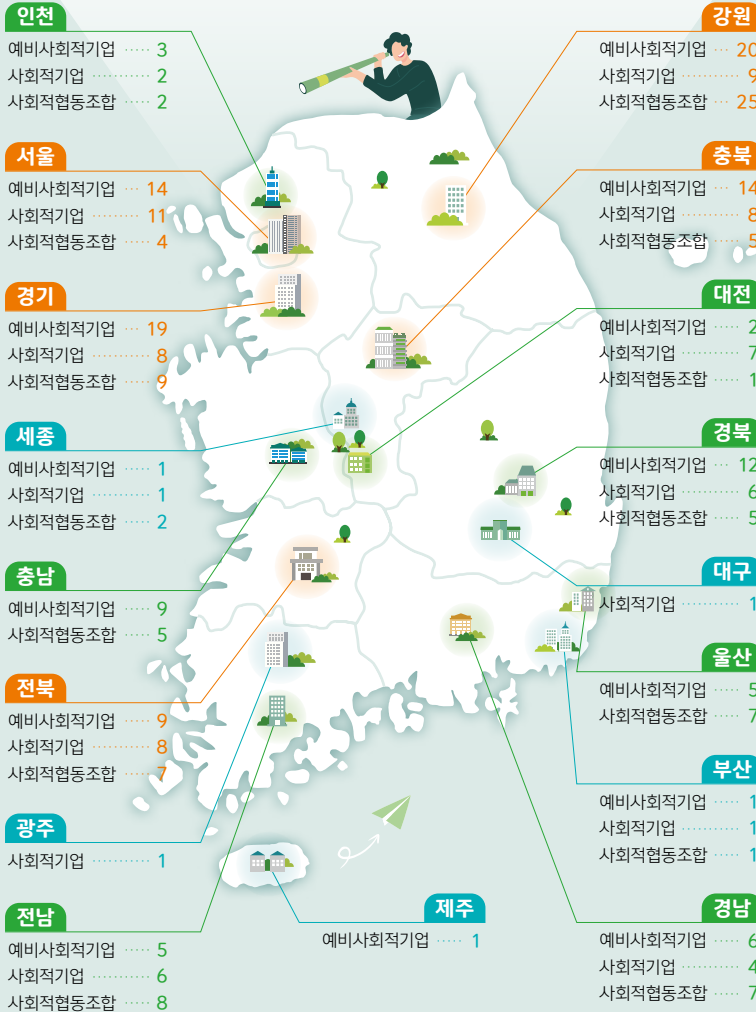 인천
예비사회적기업 ····· 3
사회적기업 ········· 2
사회적협동조합 ····· 2
서울
예비사회적기업 ··· 14
사회적기업 ········ 11
사회적협동조합 ····· 4
경기
예비사회적기업 ··· 19
사회적기업 ········· 8
사회적협동조합 ····· 9
세종
예비사회적기업 ····· 1
사회적기업 ········· 1
사회적협동조합 ····· 2
충남
예비사회적기업 ····· 9
사회적협동조합 ····· 5
전북
예비사회적기업 ····· 9
사회적기업 ········· 8
사회적협동조합 ····· 7
광주
사회적기업 ·········· 1
전남
예비사회적기업 ····· 5
사회적기업 ········· 6
사회적협동조합 ····· 8
제주
예비사회적기업 ····· 1
강원
예비사회적기업 ·· 20
사회적기업 ········ 9
사회적협동조합 ·· 25
충북
예비사회적기업 ··· 14
사회적기업 ········ 8
사회적협동조합 ···· 5
대전
예비사회적기업 ···· 2
사회적기업 ········ 7
사회적협동조합 ···· 1
경북
예비사회적기업 ·· 12
사회적기업 ········ 6
사회적협동조합 ···· 5
대구
사회적기업 ········· 1
울산
예비사회적기업 ···· 5
사회적협동조합 ···· 7
부산
예비사회적기업 ···· 1
사회적기업 ········· 1
사회적협동조합 ···· 1
경남
예비사회적기업 ···· 6
사회적기업 ········ 4
사회적협동조합 ···· 7